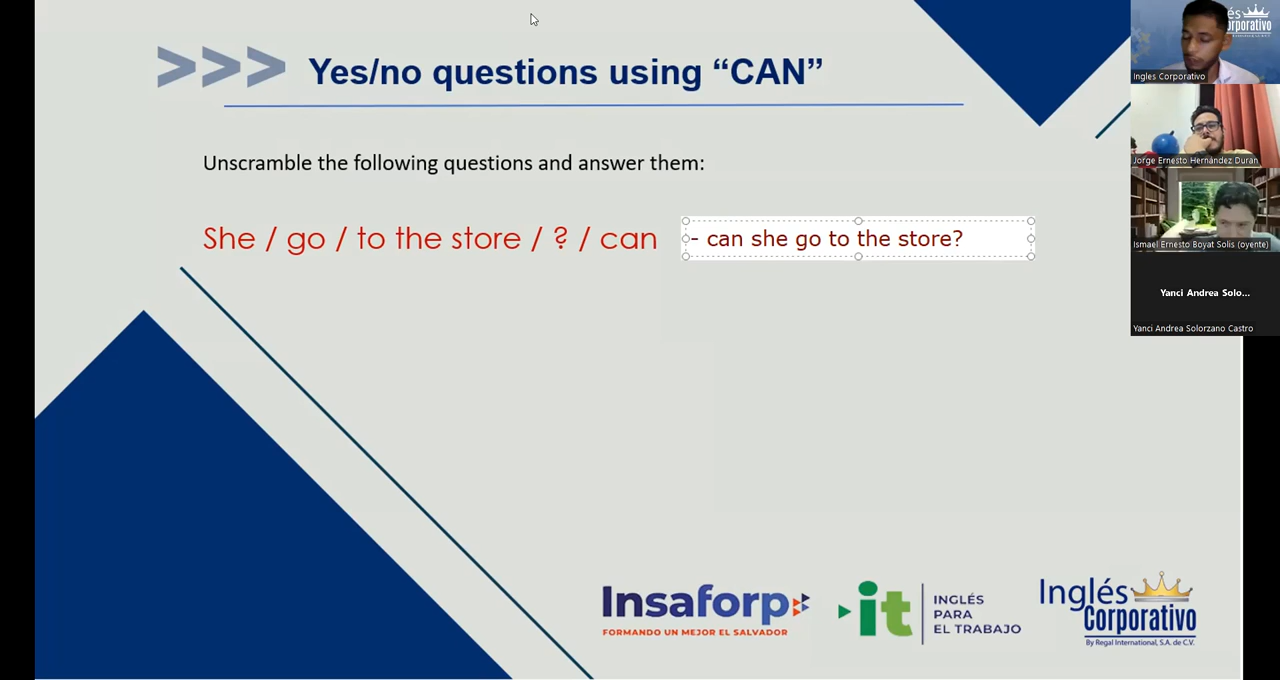 >>> Yes/no questions using “CAN”
Unscramble the following questions and answer them:
She / go / to the store / ? / can
- can she go to the store?
Insaforp
FORMANDO UN MEJOR EL SALVADOR
it
INGLÉS
PARA
EL TRABAJO
Inglés
Corporativo
By Regal International, S.A. de C.V.
és
orporativo
Ingles Corporativo
Jorge Ernesto Hernández Durán
Ismael Ernesto Boyat Solis (oyente)
Yanci Andrea Solo...
Yanci Andrea Solorzano Castro